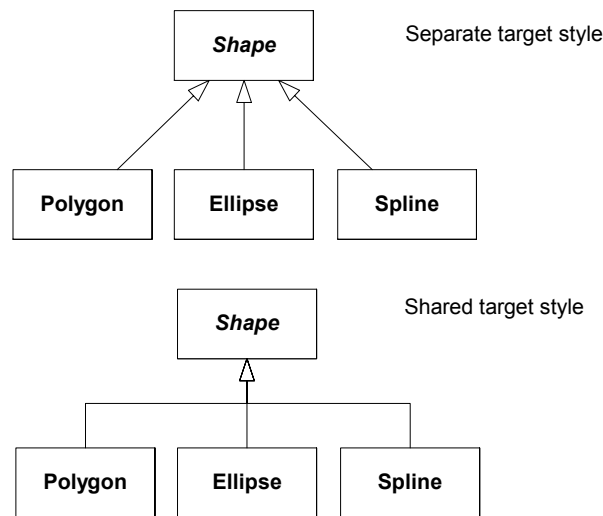 Shape
Separate target style
Polygon
Ellipse
Spline
Shape
Shared target style
Polygon
Ellipse
Spline